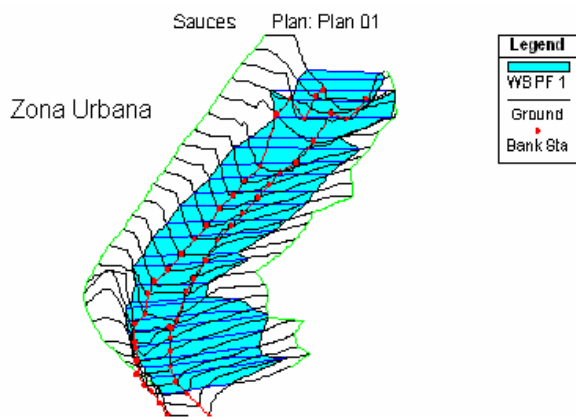 Sauces    Plan: Plan 01
Zona Urbana
Legend
WS PF 1
Ground
Bank Sta